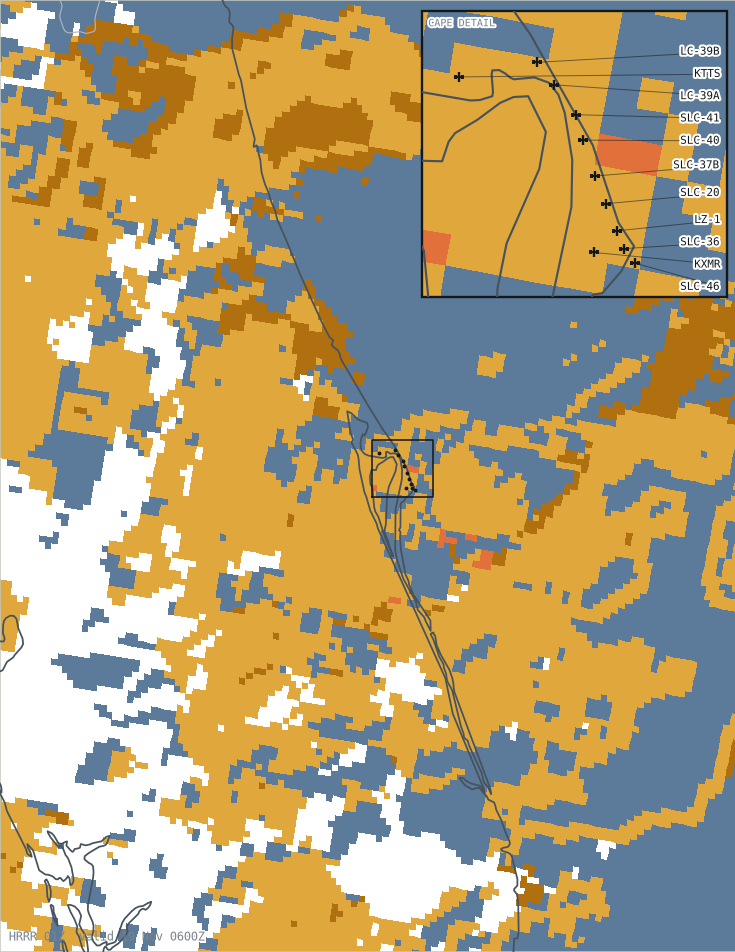 CAPE DETAIL
LC-39B
KTTS
LC-39A
SLC-41
SLC-40
SLC-37B
SLC-20
LZ-1
SLC-36
KXMR
SLC-46
HRRR 0600Z